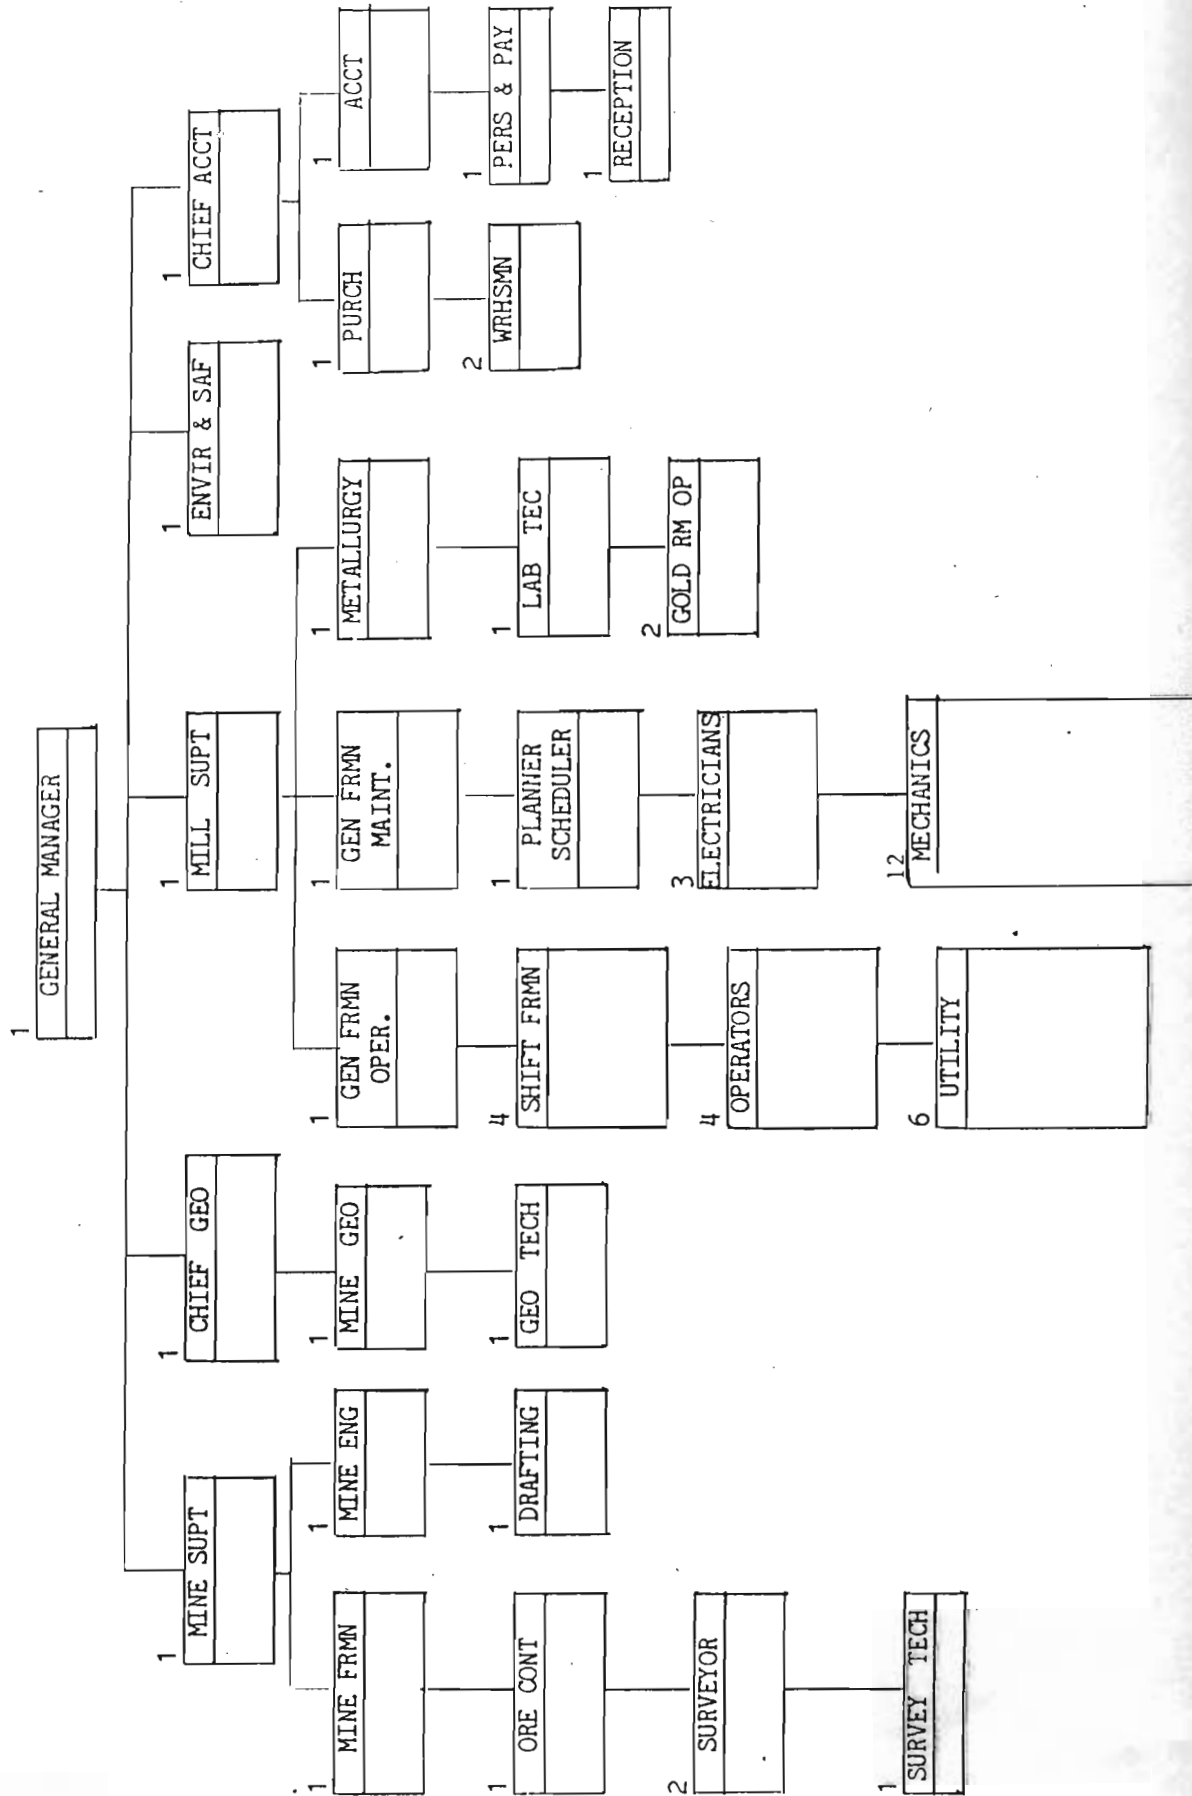 1
GENERAL MANAGER
1
MINE SUPT
1
CHIEF GEO
1
MILL SUPT
1
ENVIR & SAF
1
CHIEF ACCT
1
MINE FRMN
1
MINE ENG
1
MINE GEO
1
GEN FRMN
OPER.
1
GEN FRMN
MAINT.
1
METALLURGY
1
PURCH
1
ACCT
1
ORE CONT
1
DRAFTING
1
GEO TECH
4
SHIFT FRMN
1
PLANNER
SCHEDULER
1
LAB TEC
2
WRHSMN
1
PERS & PAY
2
SURVEYOR
4
OPERATORS
3
ELECTRICIANS
2
GOLD RM OP
1
RECEPTION
1
SURVEY TECH
6
UTILITY
12
MECHANICS